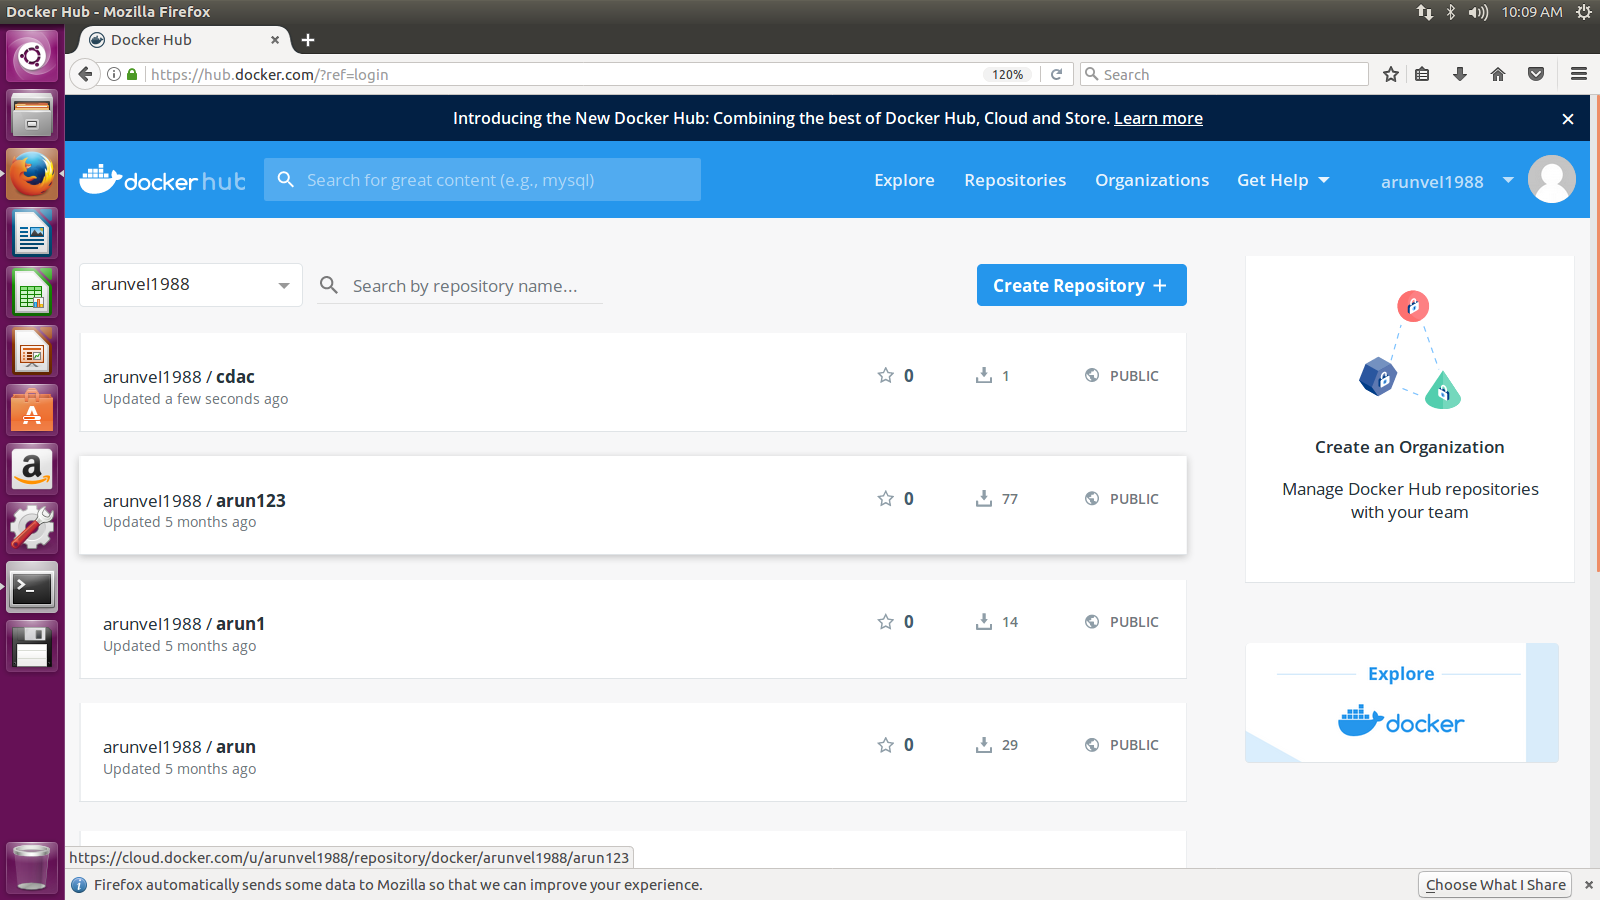 Docker Hub - Mozilla Firefox
10:09 AM
Docker Hub
https://hub.docker.com/?ref=login
120%
Search
Introducing the New Docker Hub: Combining the best of Docker Hub, Cloud and Store. Learn more
docker hub
Search for great content (e.g., mysql)
Explore
Repositories
Organizations
Get Help
arunvel1988
arunvel1988
Search by repository name...
Create Repository +
arunvel1988 / cdac
0
1
PUBLIC
Updated a few seconds ago
arunvel1988 / arun123
0
77
PUBLIC
Updated 5 months ago
arunvel1988 / arun1
0
14
PUBLIC
Updated 5 months ago
arunvel1988 / arun
0
29
PUBLIC
Updated 5 months ago
Create an Organization
Manage Docker Hub repositories
with your team
Explore
docker
https://cloud.docker.com/u/arunvel1988/repository/docker/arunvel1988/arun123
Firefox automatically sends some data to Mozilla so that we can improve your experience.
Choose What I Share